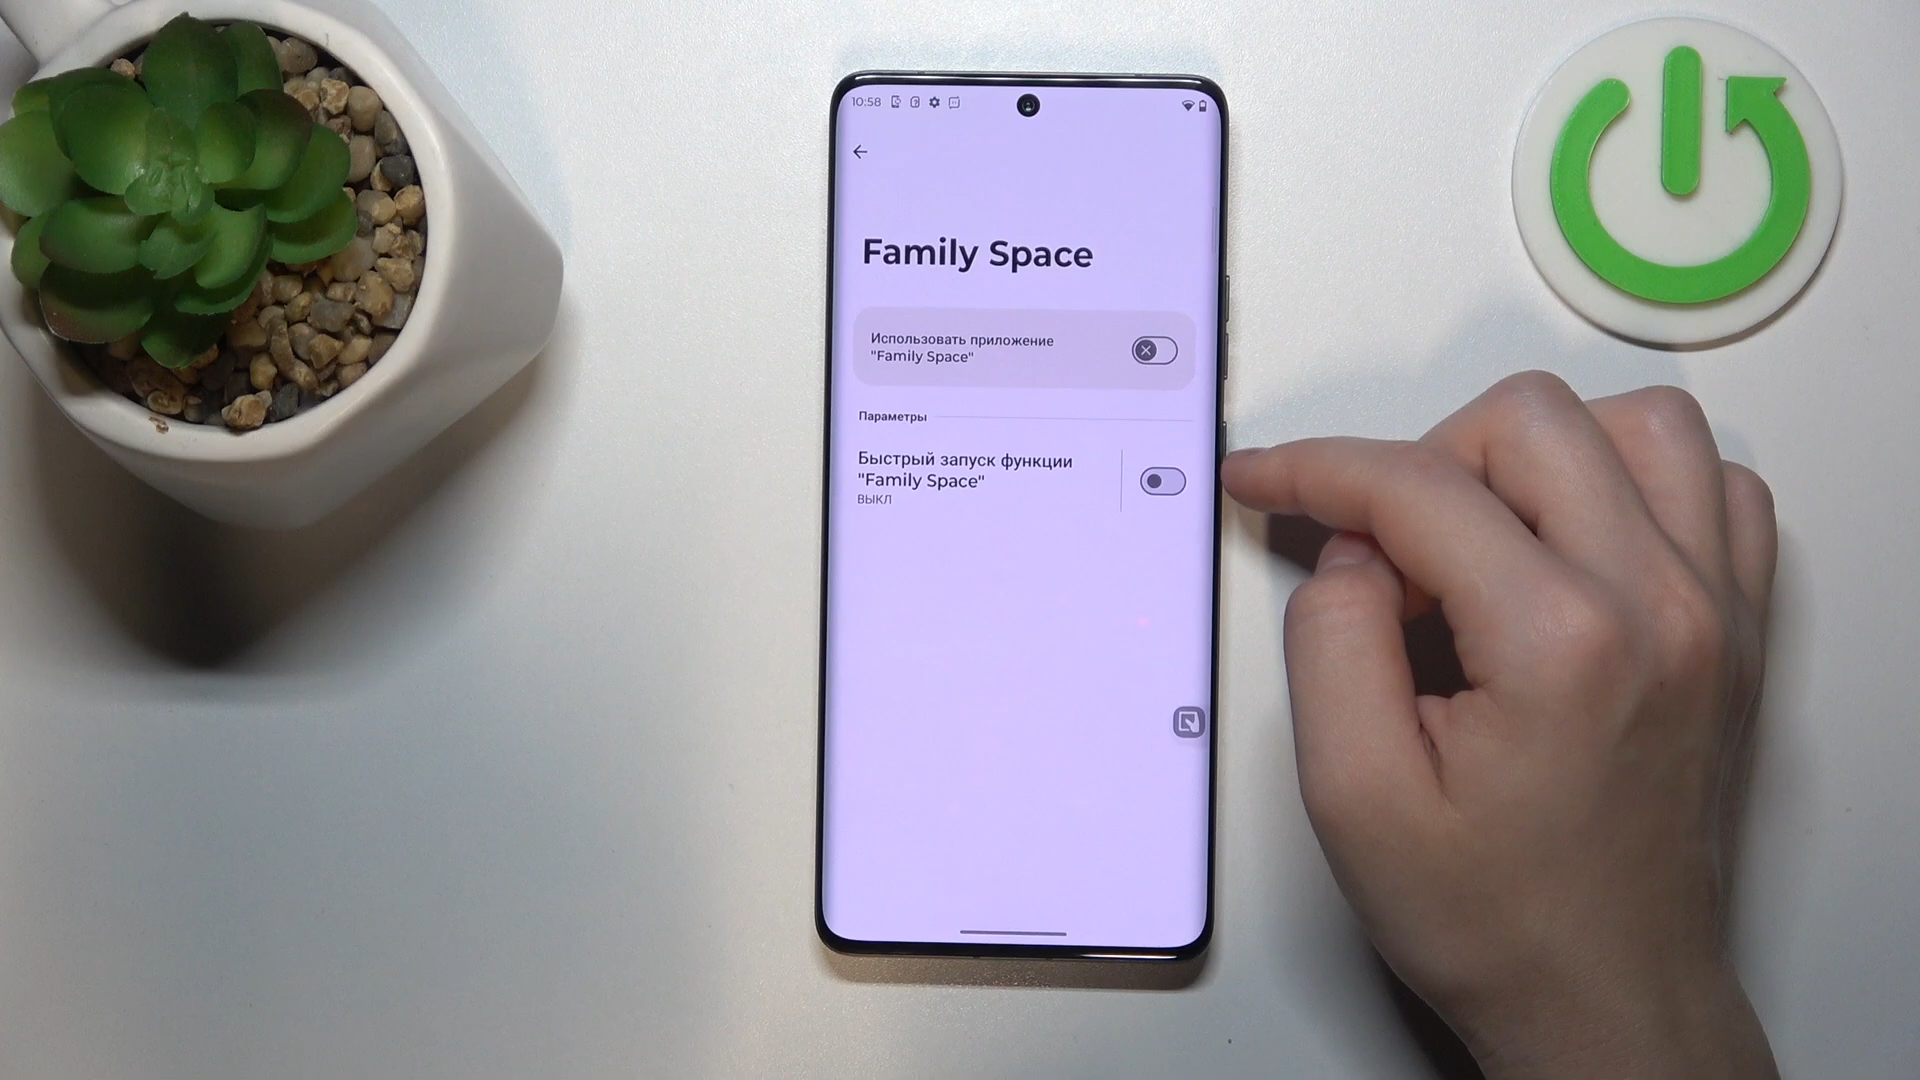 10:58
Family Space
Использовать приложение
"Family Space"
Параметры
Быстрый запуск функции
"Family Space"
ВЫКЛ